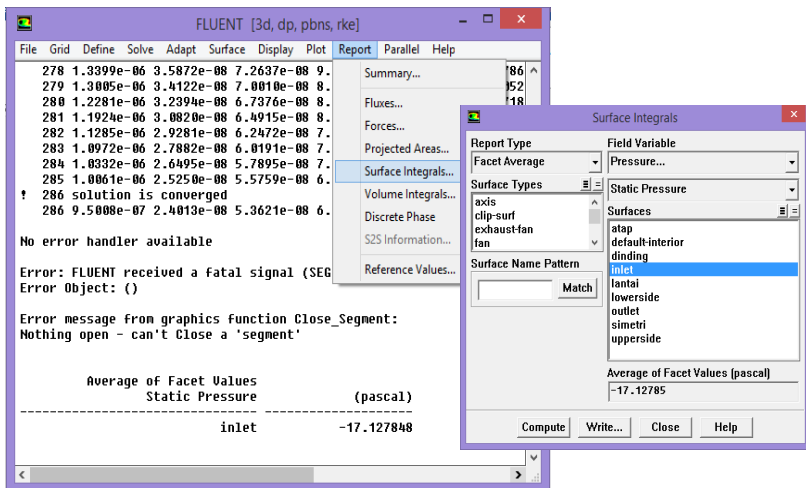 FLUENT [3d, dp, pbns, rke]
File Grid Define Solve Adapt Surface Display Plot Report Parallel Help
278 1.3399e-06 3.5872e-08 7.2637e-08 9.
279 1.3005e-06 3.4122e-08 7.0010e-08 8.
280 1.2281e-06 3.2394e-08 6.7376e-08 8.
281 1.1924e-06 3.0820e-08 6.4915e-08 8.
282 1.1285e-06 2.9281e-08 6.2472e-08 7.
283 1.0972e-06 2.7882e-08 6.0191e-08 7.
284 1.0332e-06 2.6495e-08 5.7895e-08 7.
285 1.0061e-06 2.5250e-08 5.5759e-08 6.
! 286 solution is converged
286 9.5008e-07 2.4013e-08 5.3621e-08 6.
No error handler available
Error: FLUENT received a fatal signal (SEG
Error Object: ()
Error message from graphics function Close_Segment:
Nothing open - can't Close a 'segment'
Average of Facet Values
Static Pressure (pascal)
inlet -17.127848
786
952
718
Summary...
Fluxes...
Forces...
Projected Areas...
Surface Integrals...
Volume Integrals...
Discrete Phase
S2S Information...
Reference Values...
Surface Integrals
Report Type
Facet Average
Surface Types
axis
clip-surf
exhaust-fan
fan
Surface Name Pattern
Match
Field Variable
Pressure...
Static Pressure
Surfaces
atap
default-interior
dinding
inlet
lantai
lowerside
outlet
simetri
upperside
Average of Facet Values (pascal)
-17.12785
Compute Write... Close Help